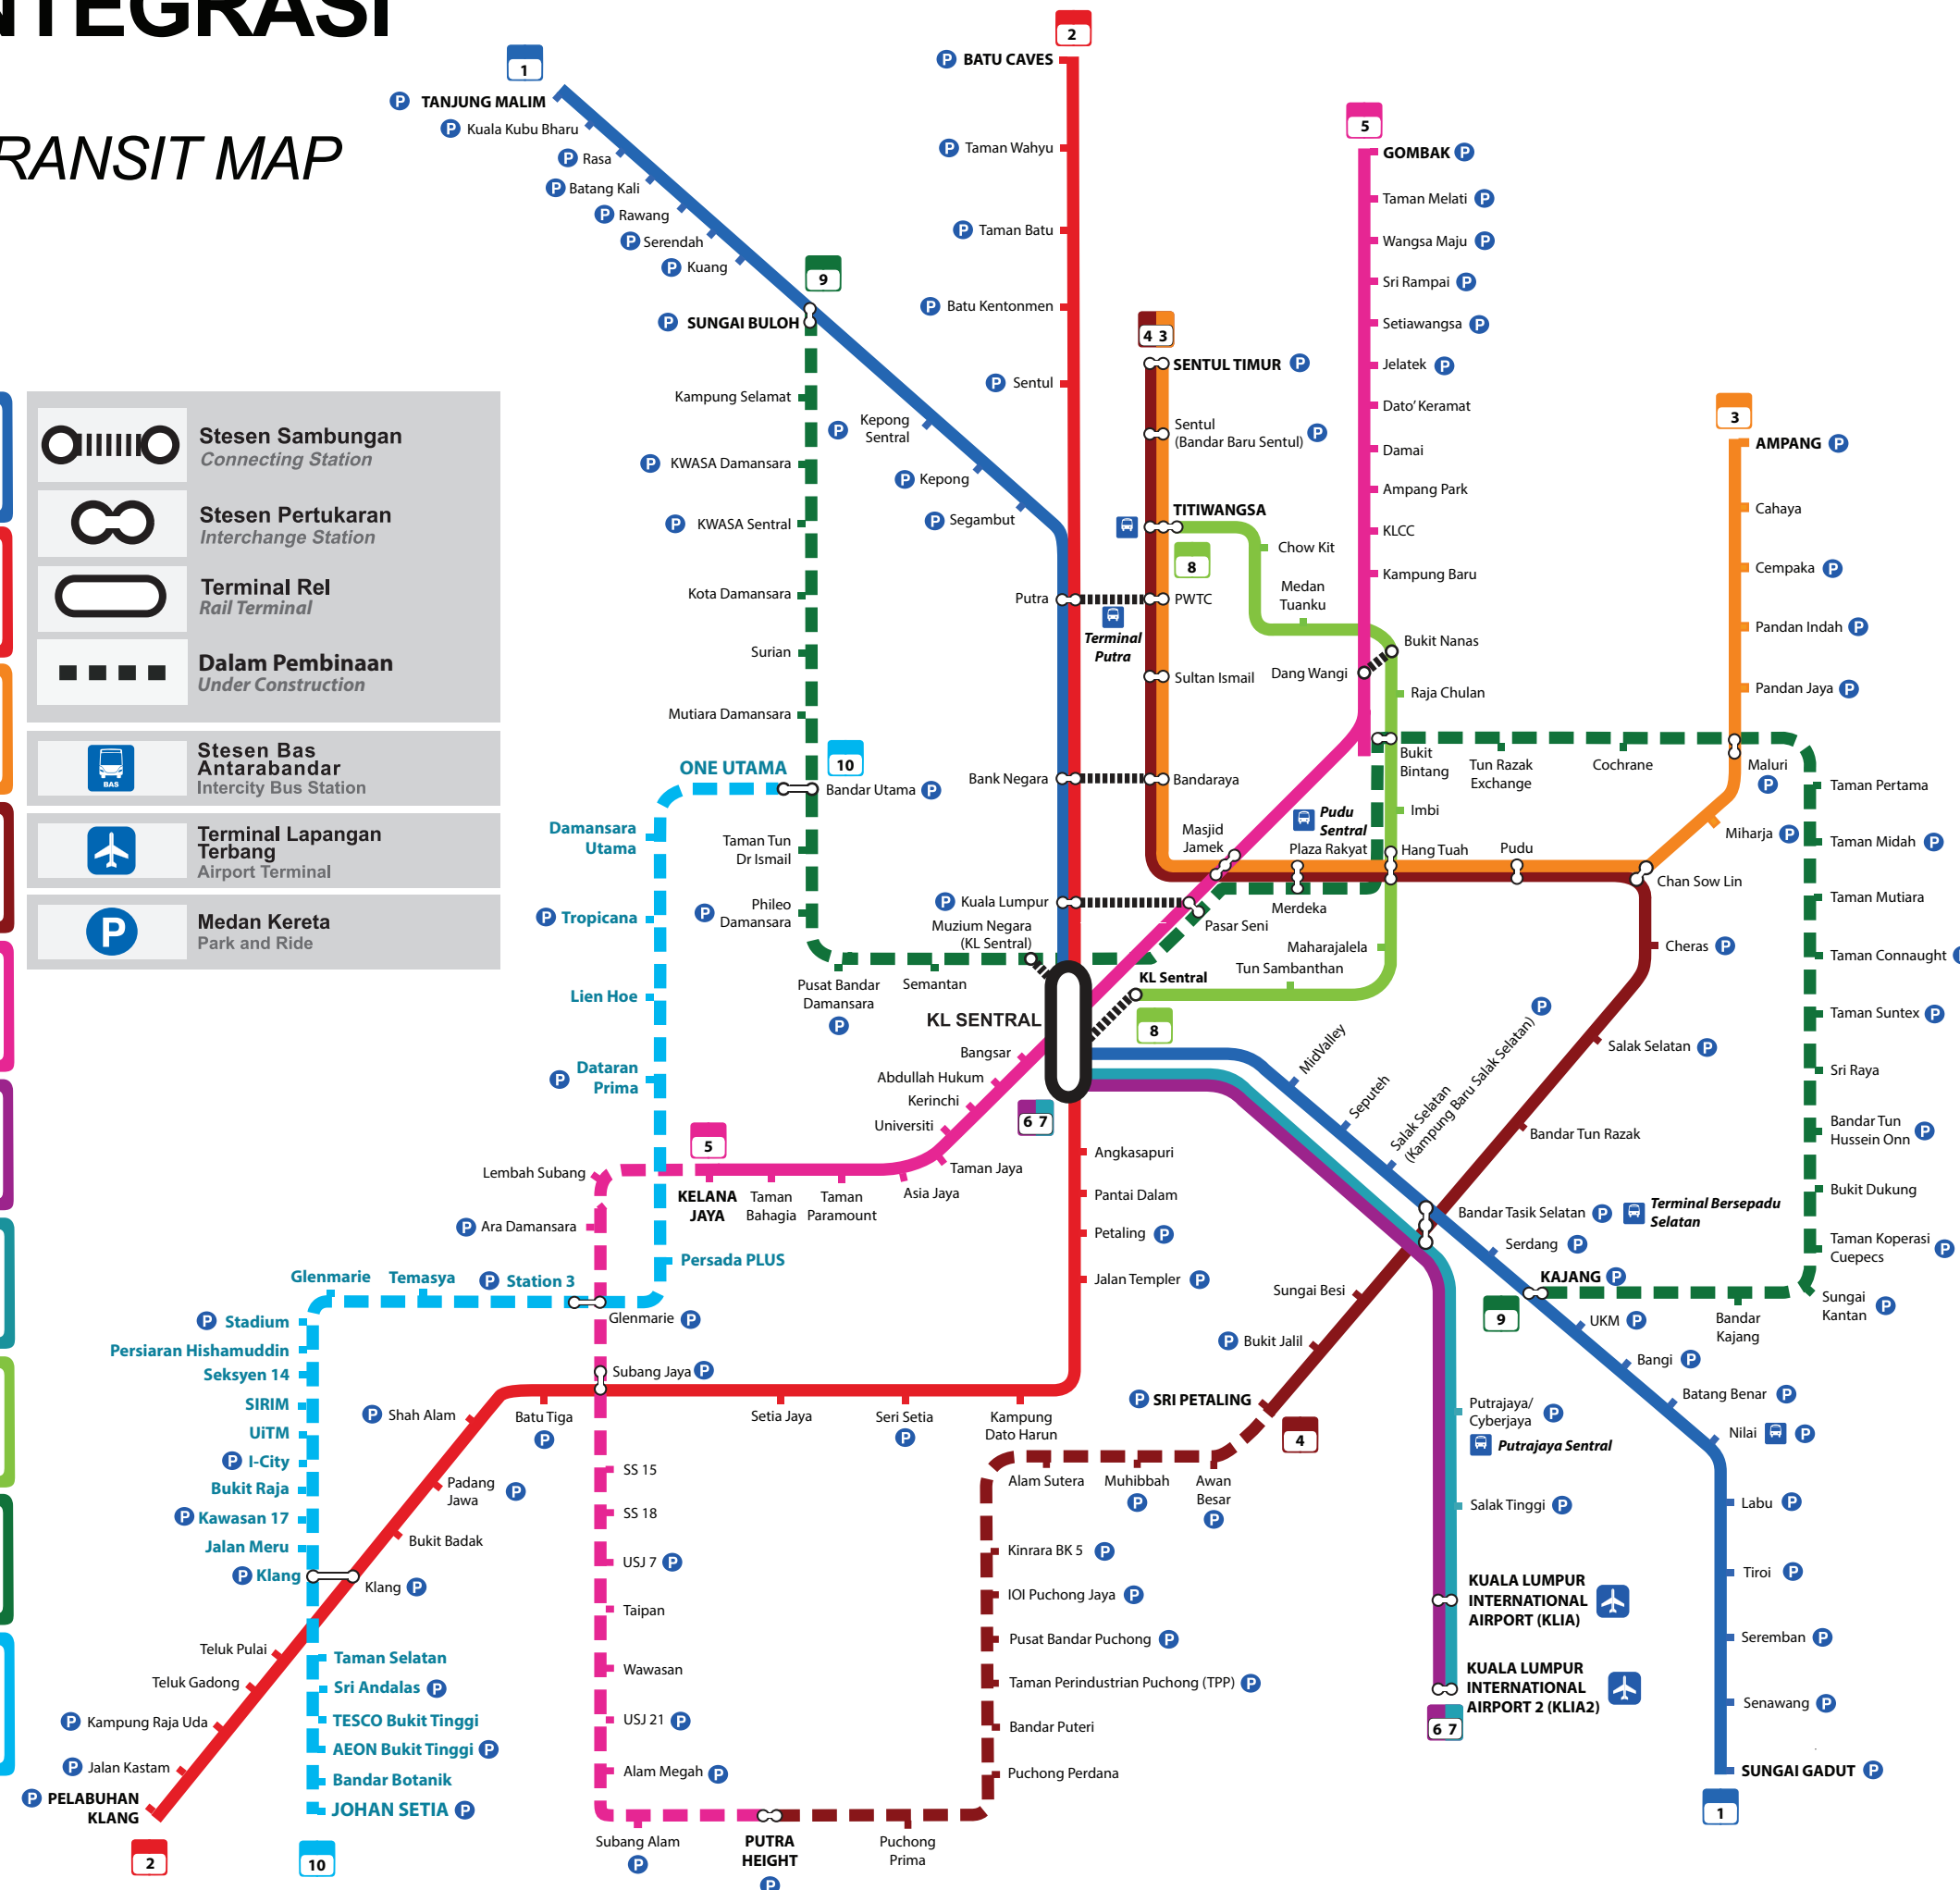 NTEGRASI
RANSIT MAP
Stesen Sambungan
Connecting Station
Stesen Pertukaran
Interchange Station
Terminal Rel
Rail Terminal
Dalam Pembinaan
Under Construction
BAS
Stesen Bas
Antarabandar
Intercity Bus Station
Terminal Lapangan
Terbang
Airport Terminal
P
Medan Kereta
Park and Ride
1
P TANJUNG MALIM
P Kuala Kubu Bharu
P Rasa
P Batang Kali
P Rawang
P Serendah
P Kuang
9
P SUNGAI BULOH
Kampung Selamat
P KWASA Damansara
P KWASA Sentral
Kota Damansara
Surian
Mutiara Damansara
10
ONE UTAMA
Bandar Utama P
Taman Tun
Dr Ismail
P Phileo
Damansara
Pusat Bandar
Damansara
P
Semantan
Muzium Negara
(KL Sentral)
P Kepong
Sentral
P Kepong
P Segambut
2
P BATU CAVES
P Taman Wahyu
P Taman Batu
P Batu Kentonmen
P Sentul
Putra
Terminal
Putra
Bank Negara
P Kuala Lumpur
KL SENTRAL
4 3
SENTUL TIMUR P
Sentul
(Bandar Baru Sentul) P
TITIWANGSA
8
PWTC
Sultan Ismail
Bandaraya
Masjid
Jamek
Plaza Rakyat
Pudu
Sentral
Hang Tuah
Pudu
Chan Sow Lin
Merdeka
Pasar Seni
Chow Kit
Medan
Tuanku
Bukit Nanas
Raja Chulan
Bukit
Bintang
Imbi
Maharajalela
Tun Sambanthan
KL Sentral
8
5
GOMBAK P
Taman Melati P
Wangsa Maju P
Sri Rampai P
Setiawangsa P
Jelatek P
Dato' Keramat
Damai
Ampang Park
KLCC
Kampung Baru
Dang Wangi
3
AMPANG P
Cahaya
Cempaka P
Pandan Indah P
Pandan Jaya P
Maluri
P
Miharja P
Tun Razak
Exchange
Cochrane
Taman Pertama
Taman Midah P
Taman Mutiara
Taman Connaught
Taman Suntex P
Sri Raya
Bandar Tun
Hussein Onn P
Bukit Dukung
Taman Koperasi
Cuepecs P
Sungai
Kantan P
Bandar
Kajang
9
KAJANG P
Cheras P
Salak Selatan P
Bandar Tun Razak
Bandar Tasik Selatan P
Terminal Bersepadu
Selatan
Sungai Besi
P Bukit Jalil
P SRI PETALING
4
Awan
Besar
P
Muhibbah
P
Alam Sutera
Kinrara BK 5 P
IOI Puchong Jaya P
Pusat Bandar Puchong P
Taman Perindustrian Puchong (TPP) P
Bandar Puteri
Puchong Perdana
Puchong
Prima
PUTRA
HEIGHT
P
MidValley
Seputeh
Salak Selatan
(Kampung Baru Salak Selatan) P
Serdang P
UKM P
Bangi P
Batang Benar P
Nilai P
Labu P
Tiroi P
Seremban P
Senawang P
SUNGAI GADUT P
1
Putrajaya/
Cyberjaya P
Putrajaya Sentral
Salak Tinggi P
KUALA LUMPUR
INTERNATIONAL
AIRPORT (KLIA)
KUALA LUMPUR
INTERNATIONAL
AIRPORT 2 (KLIA2)
6 7
6 7
Bangsar
Abdullah Hukum
Kerinchi
Universiti
Taman Jaya
Asia Jaya
Taman
Paramount
Taman
Bahagia
5
KELANA
JAYA
Lembah Subang
P Ara Damansara
Glenmarie P
Subang Jaya P
SS 15
SS 18
USJ 7 P
Taipan
Wawasan
USJ 21 P
Alam Megah P
Subang Alam
P
Angkasapuri
Pantai Dalam
Petaling P
Jalan Templer P
Kampung
Dato Harun
Seri Setia
P
Setia Jaya
Batu Tiga
P
P Shah Alam
Padang
Jawa P
Bukit Badak
Klang P
Teluk Pulai
Teluk Gadong
P Kampung Raja Uda
P Jalan Kastam
P PELABUHAN
KLANG
2
Damansara
Utama
P Tropicana
Lien Hoe
P Dataran
Prima
Persada PLUS
P Station 3
Temasya
Glenmarie
P Stadium
Persiaran Hishamuddin
Seksyen 14
SIRIM
UiTM
P I-City
Bukit Raja
P Kawasan 17
Jalan Meru
P Klang
Taman Selatan
Sri Andalas P
TESCO Bukit Tinggi
AEON Bukit Tinggi P
Bandar Botanik
JOHAN SETIA P
10